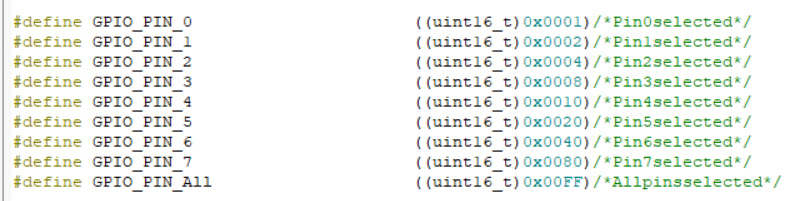 #define GPIO_PIN_0 ((uint16_t)0x0001)/*Pin0selected*/
#define GPIO_PIN_1 ((uint16_t)0x0002)/*Pin1selected*/
#define GPIO_PIN_2 ((uint16_t)0x0004)/*Pin2selected*/
#define GPIO_PIN_3 ((uint16_t)0x0008)/*Pin3selected*/
#define GPIO_PIN_4 ((uint16_t)0x0010)/*Pin4selected*/
#define GPIO_PIN_5 ((uint16_t)0x0020)/*Pin5selected*/
#define GPIO_PIN_6 ((uint16_t)0x0040)/*Pin6selected*/
#define GPIO_PIN_7 ((uint16_t)0x0080)/*Pin7selected*/
#define GPIO_PIN_All ((uint16_t)0x00FF)/*Allpinsselected*/